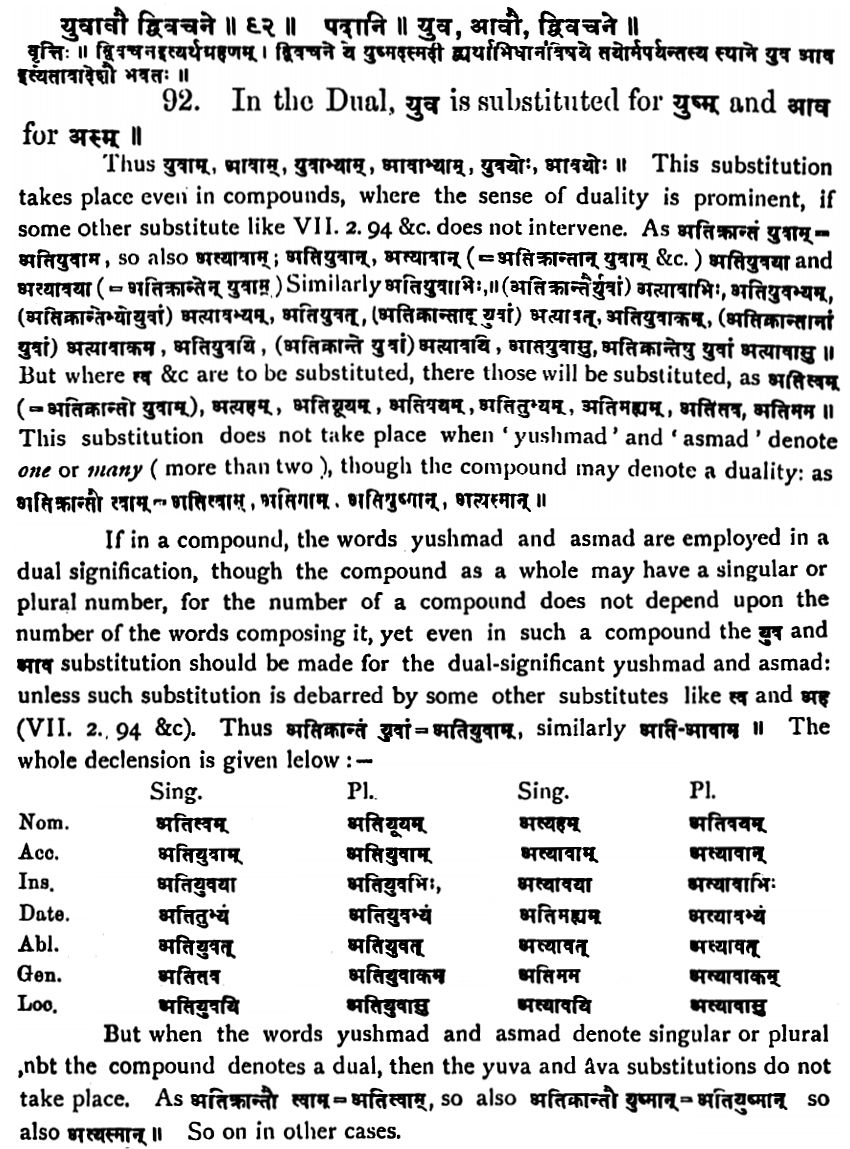 युवावौ द्विवचने ॥ ९२ ॥ पदानि ॥ युव, आवौ, द्विवचने ॥
वृत्तिः ॥ द्विवचनइत्यर्थग्रहणम् । द्विवचने ये युष्मदस्मदी द्व्यर्थाभिधानविषये तयोर्मपर्यन्तस्य स्थाने युव आव
इत्येतावादेशौ भवतः ॥
92. In the Dual, युव is substituted for युष्म् and आव
for अस्म् ॥
Thus युवाम्, आवाम्, युवाभ्याम्, आवाभ्याम्, युवयोः, आवयोः ॥ This substitution
takes place even in compounds, where the sense of duality is prominent, if
some other substitute like VII. 2. 94 &c. does not intervene. As अतिक्रान्तं युवाम् =
अतियुवाम, so also अत्यावाम्; अतियुवान्, अत्यावान् (=अतिक्रान्तान् युवाम् &c.) अतियुवया and
अत्यावया (= अतिक्रान्तेन् युवाम्) Similarly अतियुवाभिः,॥ (अतिक्रान्तैर्युवां) अत्यावाभिः, अतियुवभ्यम्,
(अतिक्रान्तेभ्योयुवां) अत्यावभ्यम्, अतियुवत्, (अतिक्रान्साद् युवां) अत्यावत्, अतियुवाकम्, (अतिक्रान्तानां
युवां) अत्यावाकम, अतियुवयि, (अतिक्रान्ते युवां) अत्यावयि, अतियुवासु, अतिक्रान्तेषु युवां अत्यावासु ॥
But where त्व &c are to be substituted, there those will be substituted, as अतित्वम्
(=अतिक्रान्तो युवाम्), अत्यहम्, अतियूयम्, अतिवयम्, अतितुभ्यम्, अतिमह्यम्, अतितव, अतिमम ॥
This substitution does not take place when 'yushmad' and 'asmad' denote
one or many ( more than two ), though the compound may denote a duality: as
अतिक्रान्तौ त्वाम् = अतित्वाम्, अतिमाम्. अतियुष्मान्, अत्यस्मान् ॥
If in a compound, the words yushmad and asmad are employed in a
dual signification, though the compound as a whole may have a singular or
plural number, for the number of a compound does not depend upon the
number of the words composing it, yet even in such a compound the युव and
आव substitution should be made for the dual-significant yushmad and asmad:
unless such substitution is debarred by some other substitutes like त्व and अह
(VII. 2. 94 &c). Thus अतिक्रान्तं युवां = अतियुवाम्, similarly अति-आवाम ॥ The
whole declension is given lelow :—
Sing. Pl. Sing. Pl.
Nom. अतित्वम् अतियूयम् अत्यहम् अतिवयम्
Acc. अतियुवाम् अतियुवाम् अत्यावाम् अत्यावान्
Ins. अतियुवया अतियुवभिः, अत्यावया अत्यावाभिः
Date. अतितुभ्यं अतियुवभ्यं अतिमह्यम् अत्यावभ्यं
Abl. अतियुवत् अतियुवत् अत्यावत् अत्यावत्
Gen. अतितव अतियुवाकम अतिमम अत्यावाकम्
Loc. अतियुवयि अतियुवासु अत्यावयि अत्यावासु
But when the words yushmad and asmad denote singular or plural
,nbt the compound denotes a dual, then the yuva and âva substitutions do not
take place. As अतिक्रान्तौ त्वाम् = अतित्वाम्, so also अतिक्रान्तौ युष्मान् = अतियुष्मान् so
also अत्यस्मान् ॥ So on in other cases.